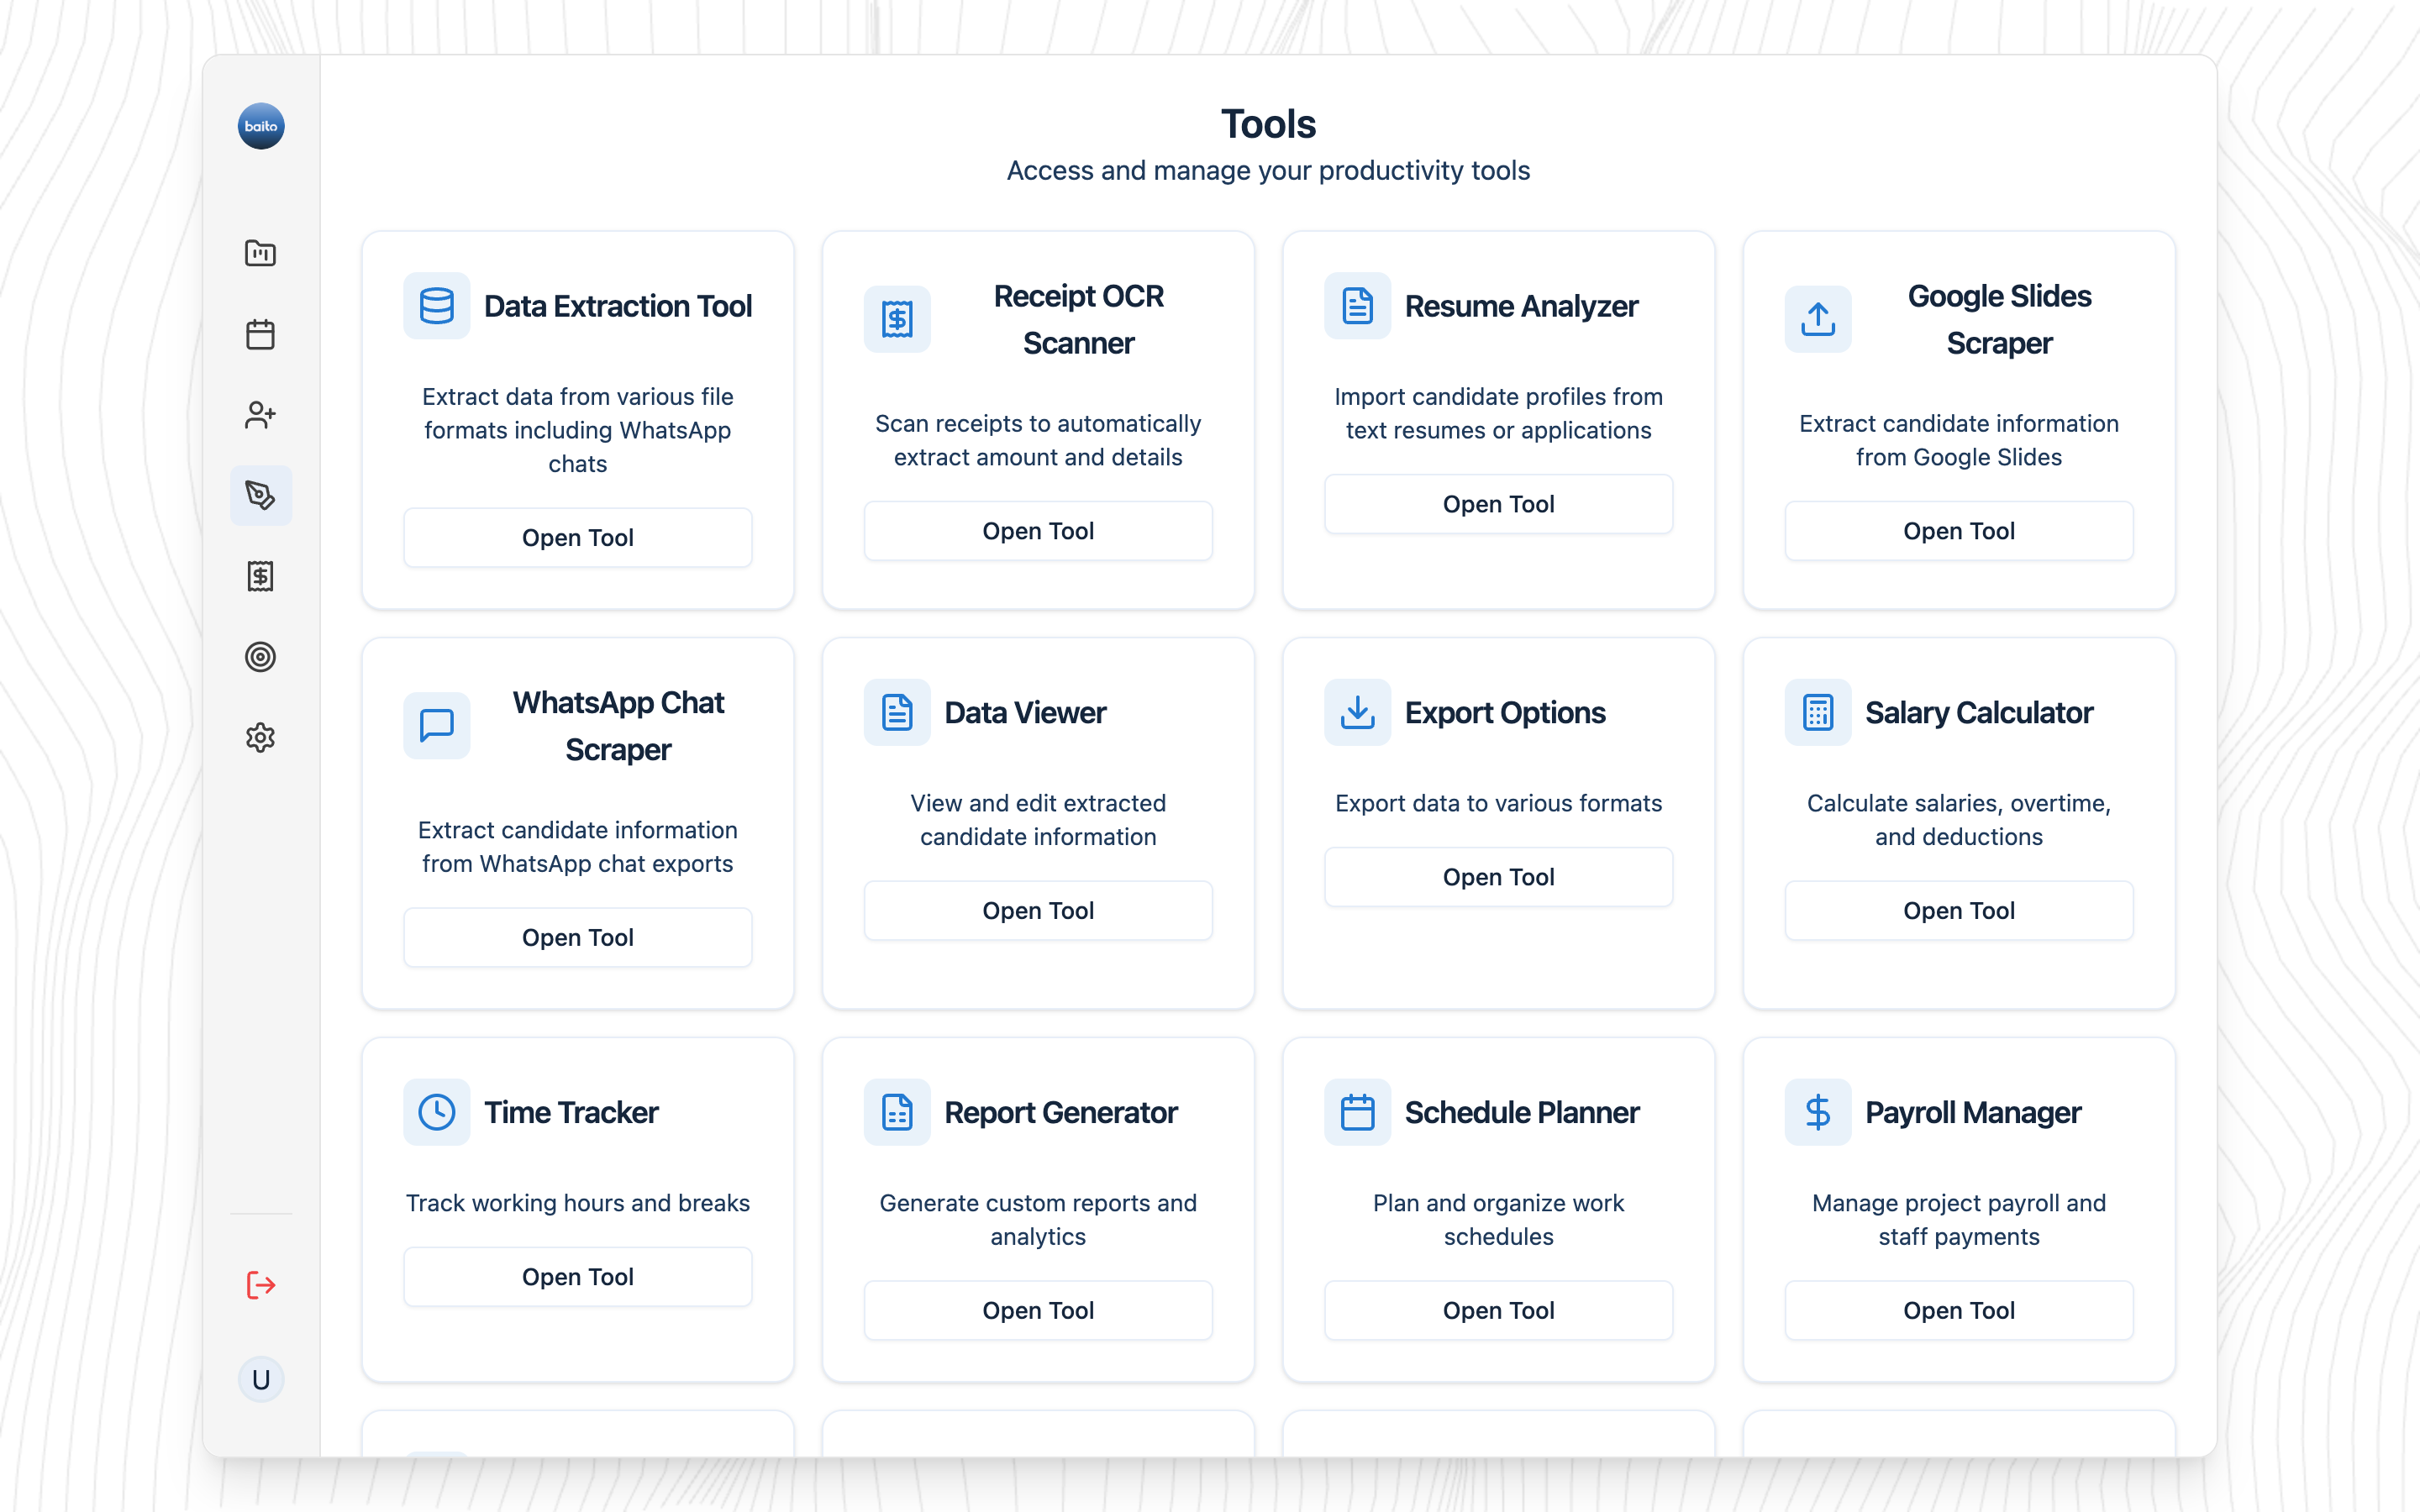 baito
Tools
Access and manage your productivity tools
Data Extraction Tool
Extract data from various file
formats including WhatsApp
chats
Open Tool
Receipt OCR
Scanner
Scan receipts to automatically
extract amount and details
Open Tool
Resume Analyzer
Import candidate profiles from
text resumes or applications
Open Tool
Google Slides
Scraper
Extract candidate information
from Google Slides
Open Tool
WhatsApp Chat
Scraper
Extract candidate information
from WhatsApp chat exports
Open Tool
Data Viewer
View and edit extracted
candidate information
Open Tool
Export Options
Export data to various formats
Open Tool
Salary Calculator
Calculate salaries, overtime,
and deductions
Open Tool
Time Tracker
Track working hours and breaks
Open Tool
Report Generator
Generate custom reports and
analytics
Open Tool
Schedule Planner
Plan and organize work
schedules
Open Tool
Payroll Manager
Manage project payroll and
staff payments
Open Tool
U